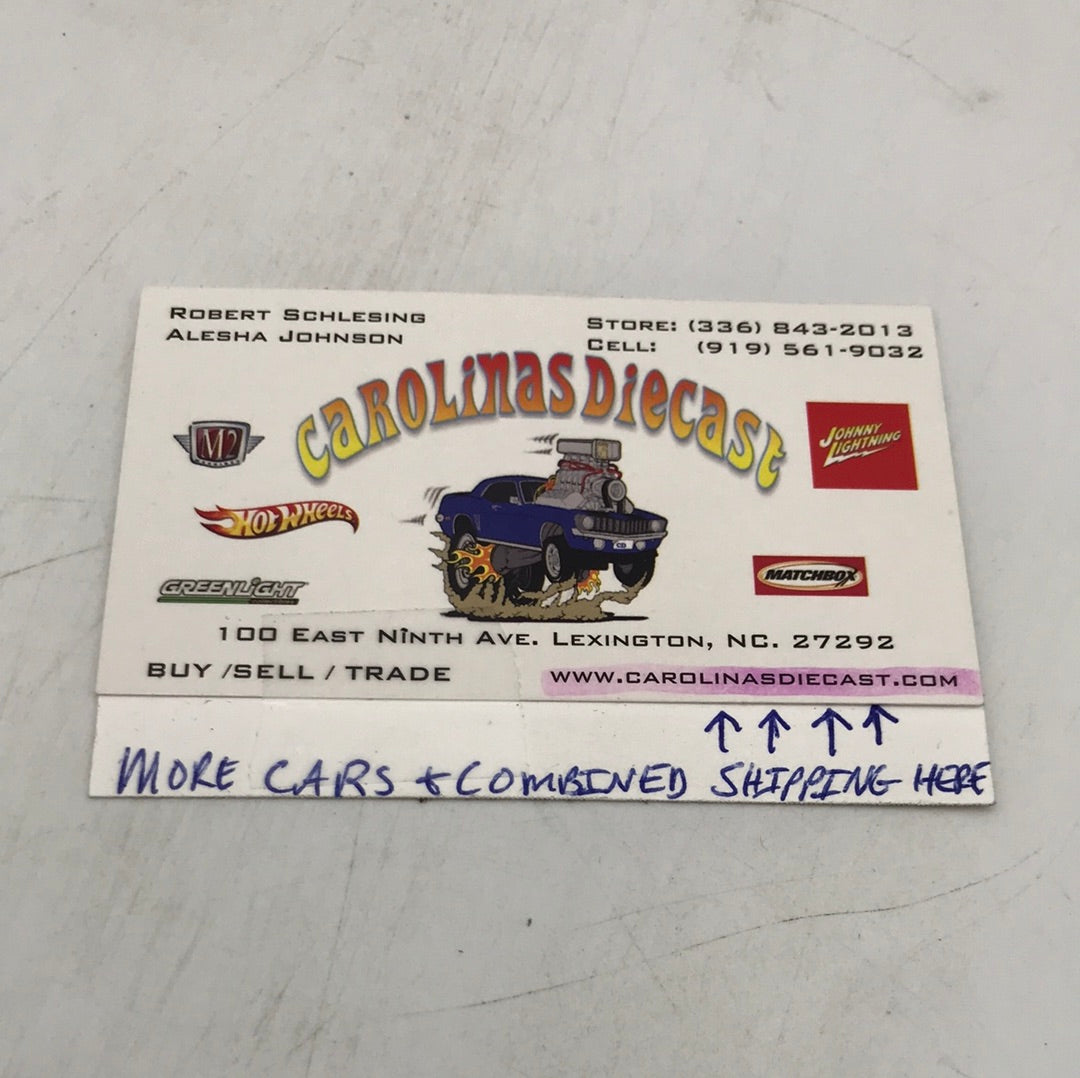 ROBERT SCHLESING
ALESHA JOHNSON
STORE: (336) 843-2013
CELL: (919) 561-9032
CAROLiNAS DiECAST
M2
JOHNNY LIGHTNING
HOT WHEELS
GREENLiGHT
MATCHBOX
100 EAST NÎNTH AVE. LEXINGTON, NC. 27292
BUY /SELL / TRADE
WWW.CAROLINASDIECAST.COM
MORE CARS & COMBINED SHIPPING HERE